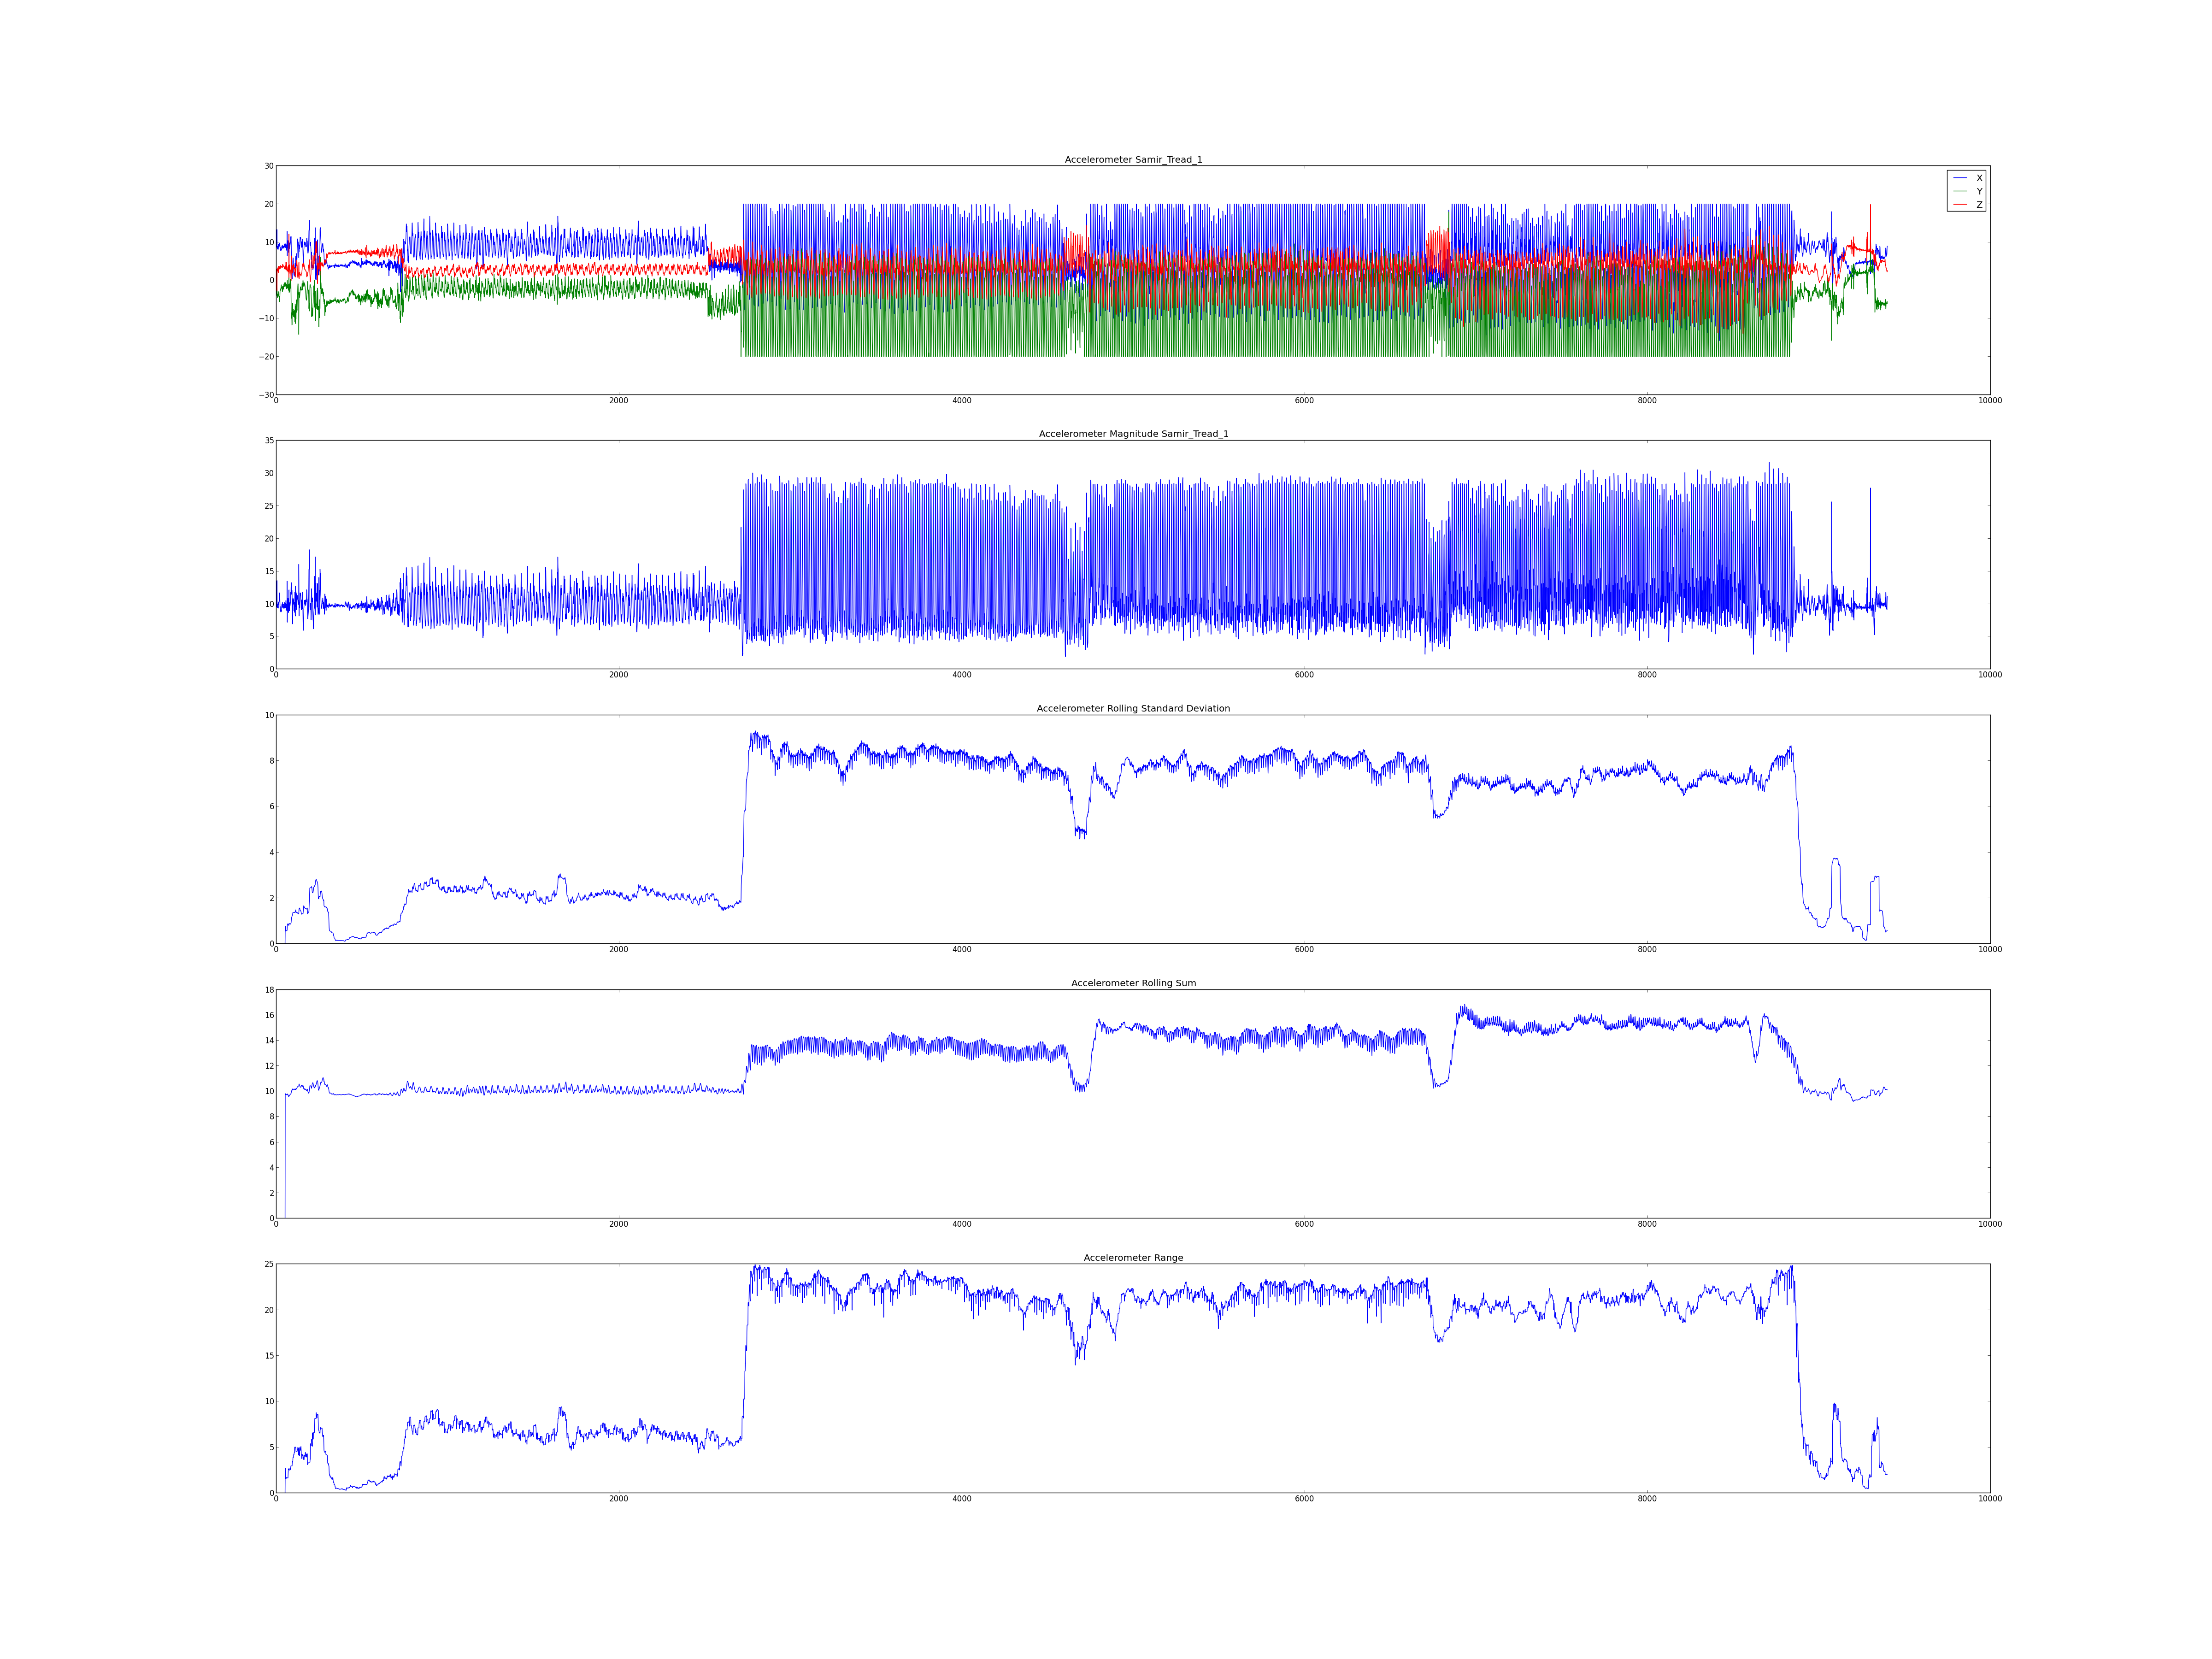 Accelerometer Samir_Tread_1
30
20
10
0
−10
−20
−30
X
Y
Z
0 2000 4000 6000 8000 10000
Accelerometer Magnitude Samir_Tread_1
35
30
25
20
15
10
5
0
0 2000 4000 6000 8000 10000
Accelerometer Rolling Standard Deviation
10
8
6
4
2
0
0 2000 4000 6000 8000 10000
Accelerometer Rolling Sum
18
16
14
12
10
8
6
4
2
0
0 2000 4000 6000 8000 10000
Accelerometer Range
25
20
15
10
5
0
0 2000 4000 6000 8000 10000